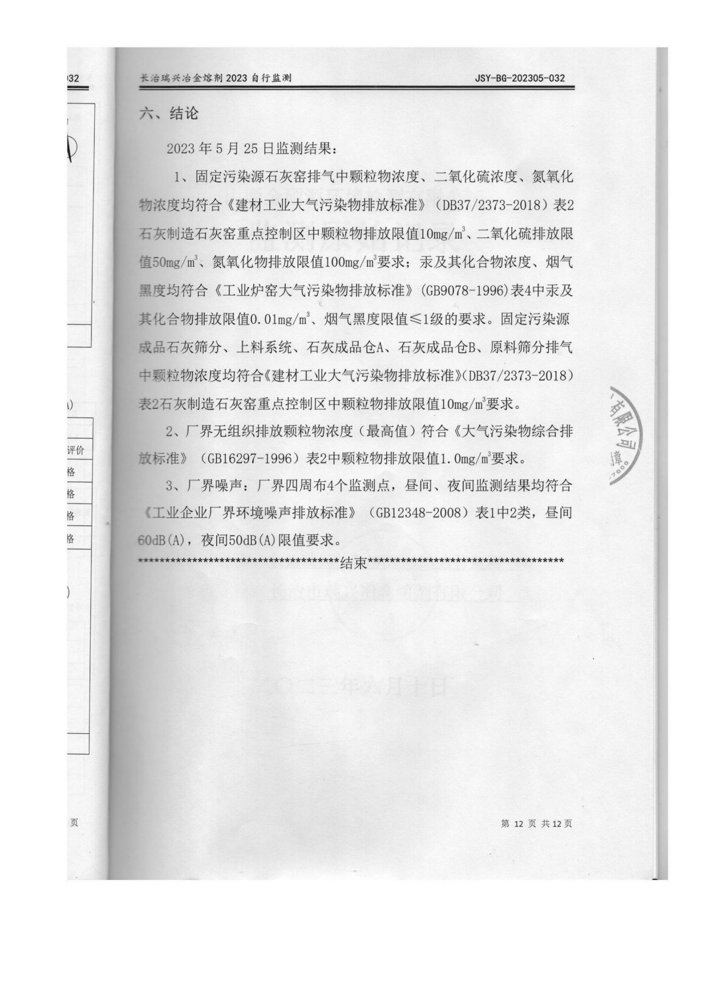 032
长治瑞兴冶金熔剂 2023 自行监测
JSY-BG-202305-032
六、结论
2023 年 5 月 25 日监测结果：
1、固定污染源石灰窑排气中颗粒物浓度、二氧化硫浓度、氮氧化
物浓度均符合《建材工业大气污染物排放标准》（DB37/2373-2018）表2
石灰制造石灰窑重点控制区中颗粒物排放限值10mg/m³、二氧化硫排放限
值50mg/m³、氮氧化物排放限值100mg/m³要求；汞及其化合物浓度、烟气
黑度均符合《工业炉窑大气污染物排放标准》(GB9078-1996)表4中汞及
其化合物排放限值0.01mg/m³、烟气黑度限值≤1级的要求。固定污染源
成品石灰筛分、上料系统、石灰成品仓A、石灰成品仓B、原料筛分排气
中颗粒物浓度均符合《建材工业大气污染物排放标准》（DB37/2373-2018）
表2石灰制造石灰窑重点控制区中颗粒物排放限值10mg/m³要求。
2、厂界无组织排放颗粒物浓度（最高值）符合《大气污染物综合排
放标准》（GB16297-1996）表2中颗粒物排放限值1.0mg/m³要求。
3、厂界噪声：厂界四周布4个监测点，昼间、夜间监测结果均符合
《工业企业厂界环境噪声排放标准》（GB12348-2008）表1中2类，昼间
60dB(A)，夜间50dB(A)限值要求。
*************************************结束************************************
评价
格
格
格
格
有限公司
章
7000
页
第 12 页 共 12 页